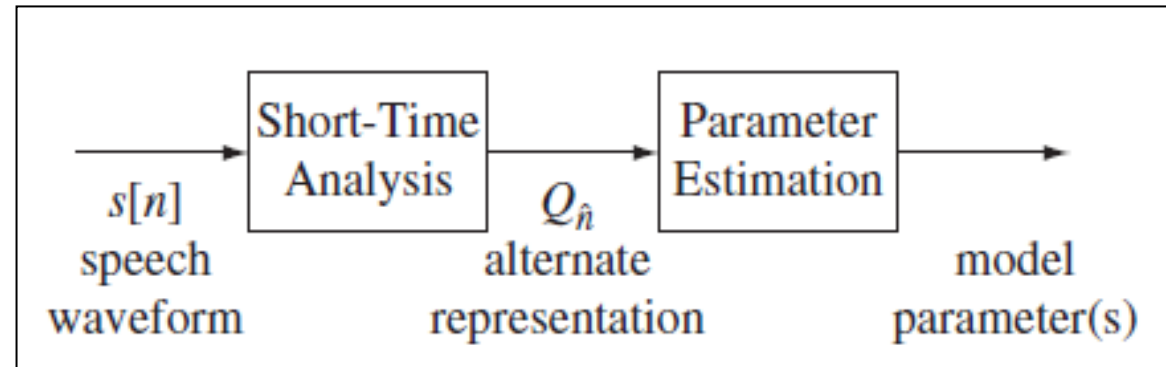 Short-Time
Analysis
Parameter
Estimation
s[n]
speech
waveform
Q_n̂
alternate
representation
model
parameter(s)